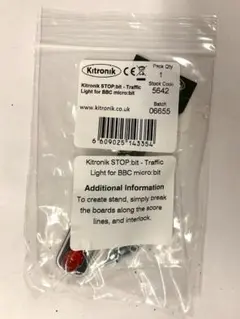 Kitronik CE Pack Qty
1
Stock Code
5642
Kitronik STOP:bit - Traffic
Light for BBC micro:bit
www.kitronik.co.uk
Batch
06655
5 609025 143354
Kitronik STOP:bit - Traffic
Light for BBC micro:bit
Additional Information
To create stand, simply break
the boards along the score
lines, and interlock.